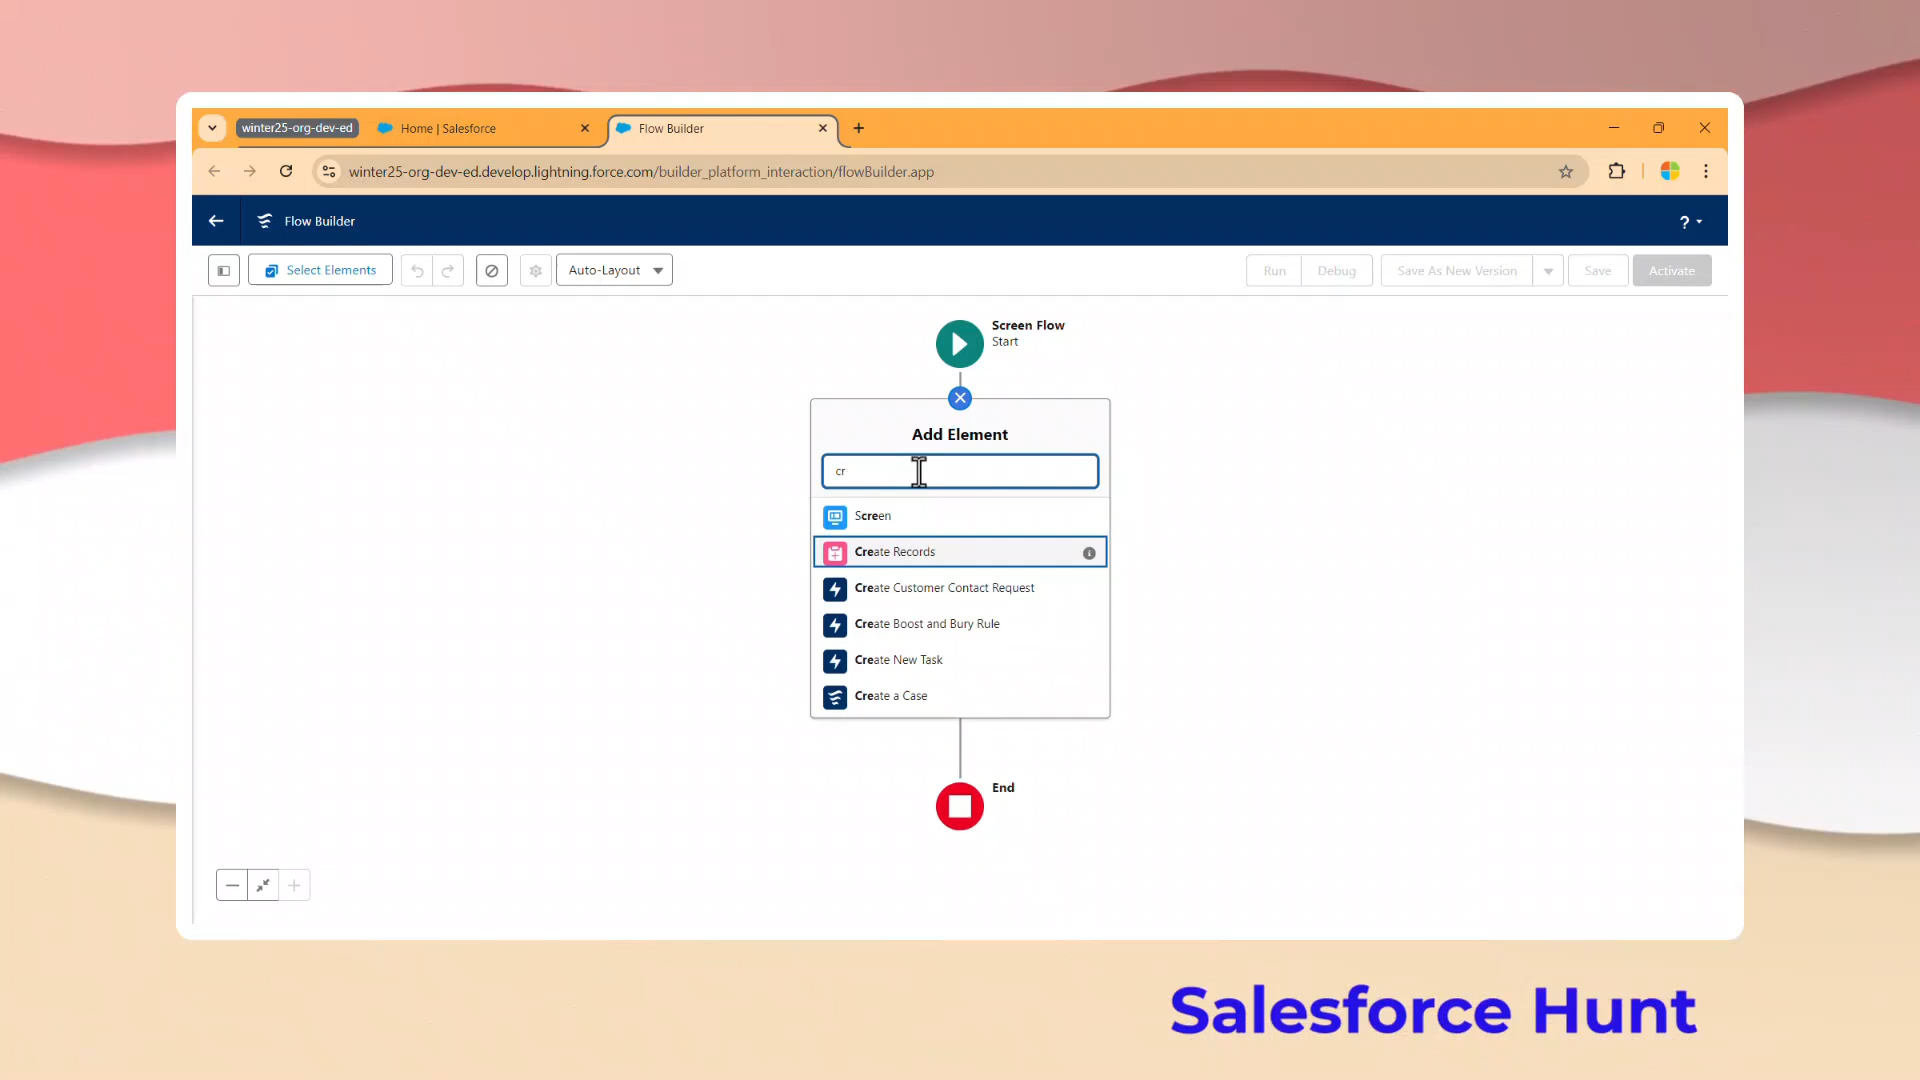 winter25-org-dev-ed
Home | Salesforce
Flow Builder
winter25-org-dev-ed.develop.lightning.force.com/builder_platform_interaction/flowBuilder.app
Flow Builder
?
Select Elements
Auto-Layout
Run
Debug
Save As New Version
Save
Activate
Screen Flow
Start
Add Element
cr
Screen
Create Records
Create Customer Contact Request
Create Boost and Bury Rule
Create New Task
Create a Case
End
Salesforce Hunt